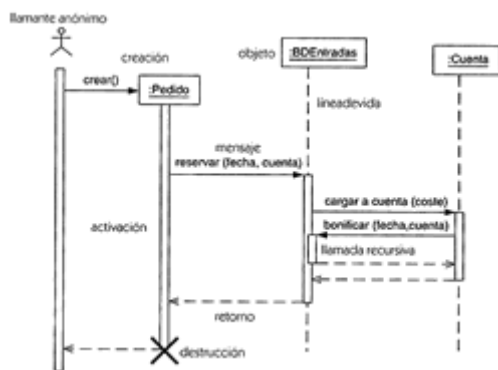 llamante anónimo
creación
objeto
:BDEntradas
:Cuenta
crear()
:Pedido
líneadevida
mensaje
reservar (fecha, cuenta)
cargar a cuenta (coste)
activación
bonificar (fecha,cuenta)
llamada recursiva
retorno
destrucción